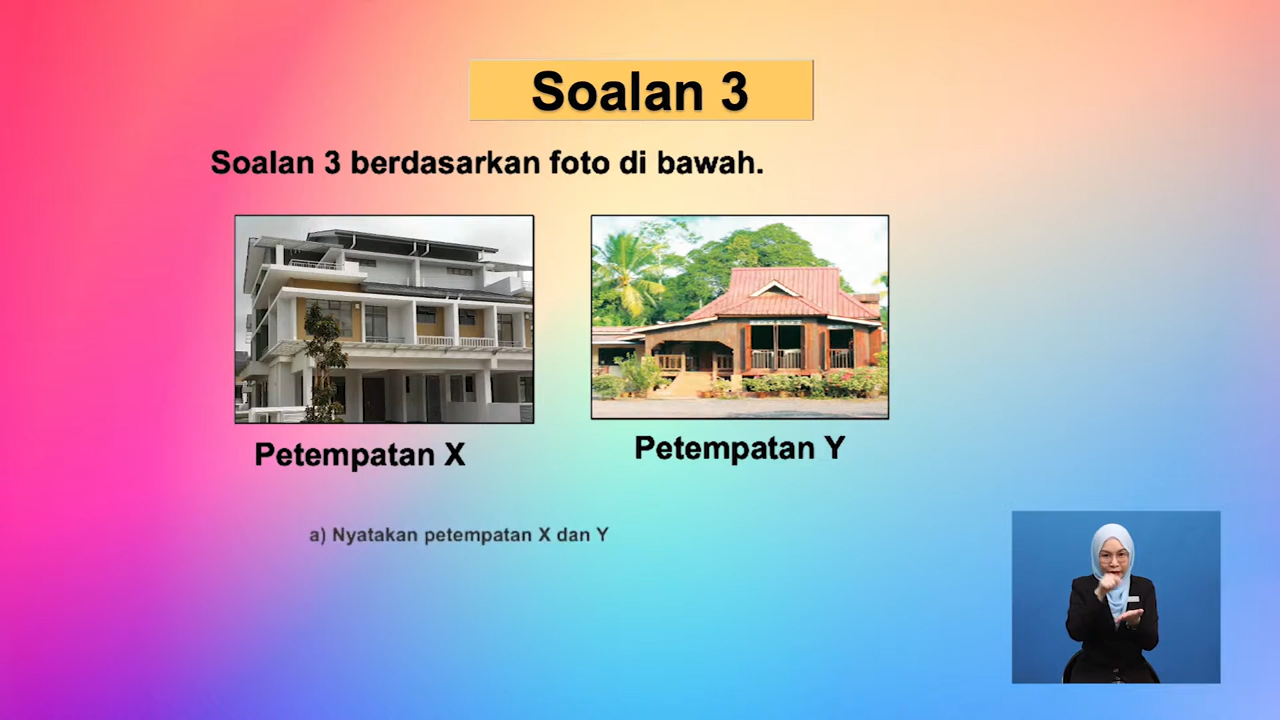 Soalan 3
Soalan 3 berdasarkan foto di bawah.
Petempatan X
Petempatan Y
a) Nyatakan petempatan X dan Y